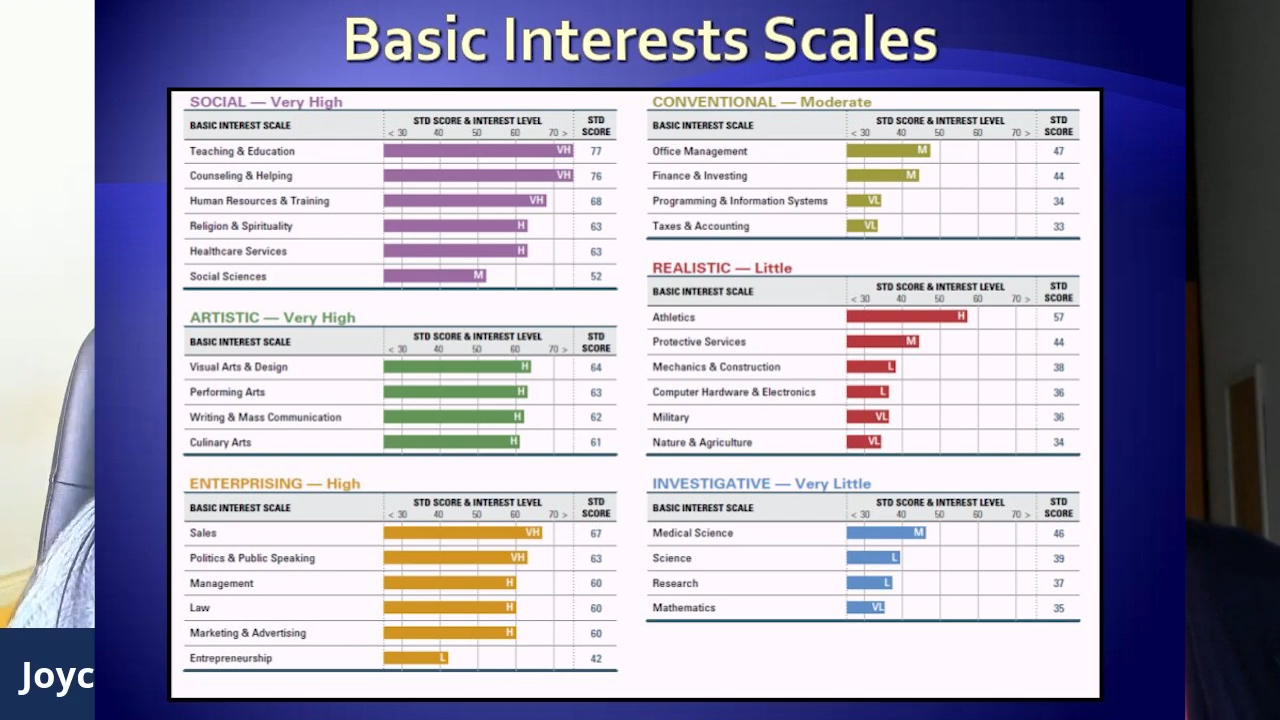 Basic Interests Scales
SOCIAL — Very High
BASIC INTEREST SCALE STD SCORE & INTEREST LEVEL STD SCORE
< 30 40 50 60 70 >
Teaching & Education VH 77
Counseling & Helping VH 76
Human Resources & Training VH 68
Religion & Spirituality H 63
Healthcare Services H 63
Social Sciences M 52
ARTISTIC — Very High
BASIC INTEREST SCALE STD SCORE & INTEREST LEVEL STD SCORE
< 30 40 50 60 70 >
Visual Arts & Design H 64
Performing Arts H 63
Writing & Mass Communication H 62
Culinary Arts H 61
ENTERPRISING — High
BASIC INTEREST SCALE STD SCORE & INTEREST LEVEL STD SCORE
< 30 40 50 60 70 >
Sales VH 67
Politics & Public Speaking VH 63
Management H 60
Law H 60
Marketing & Advertising H 60
Entrepreneurship L 42
CONVENTIONAL — Moderate
BASIC INTEREST SCALE STD SCORE & INTEREST LEVEL STD SCORE
< 30 40 50 60 70 >
Office Management M 47
Finance & Investing M 44
Programming & Information Systems VL 34
Taxes & Accounting VL 33
REALISTIC — Little
BASIC INTEREST SCALE STD SCORE & INTEREST LEVEL STD SCORE
< 30 40 50 60 70 >
Athletics H 57
Protective Services M 44
Mechanics & Construction L 38
Computer Hardware & Electronics L 36
Military VL 36
Nature & Agriculture VL 34
INVESTIGATIVE — Very Little
BASIC INTEREST SCALE STD SCORE & INTEREST LEVEL STD SCORE
< 30 40 50 60 70 >
Medical Science M 46
Science L 39
Research L 37
Mathematics VL 35
Joyc